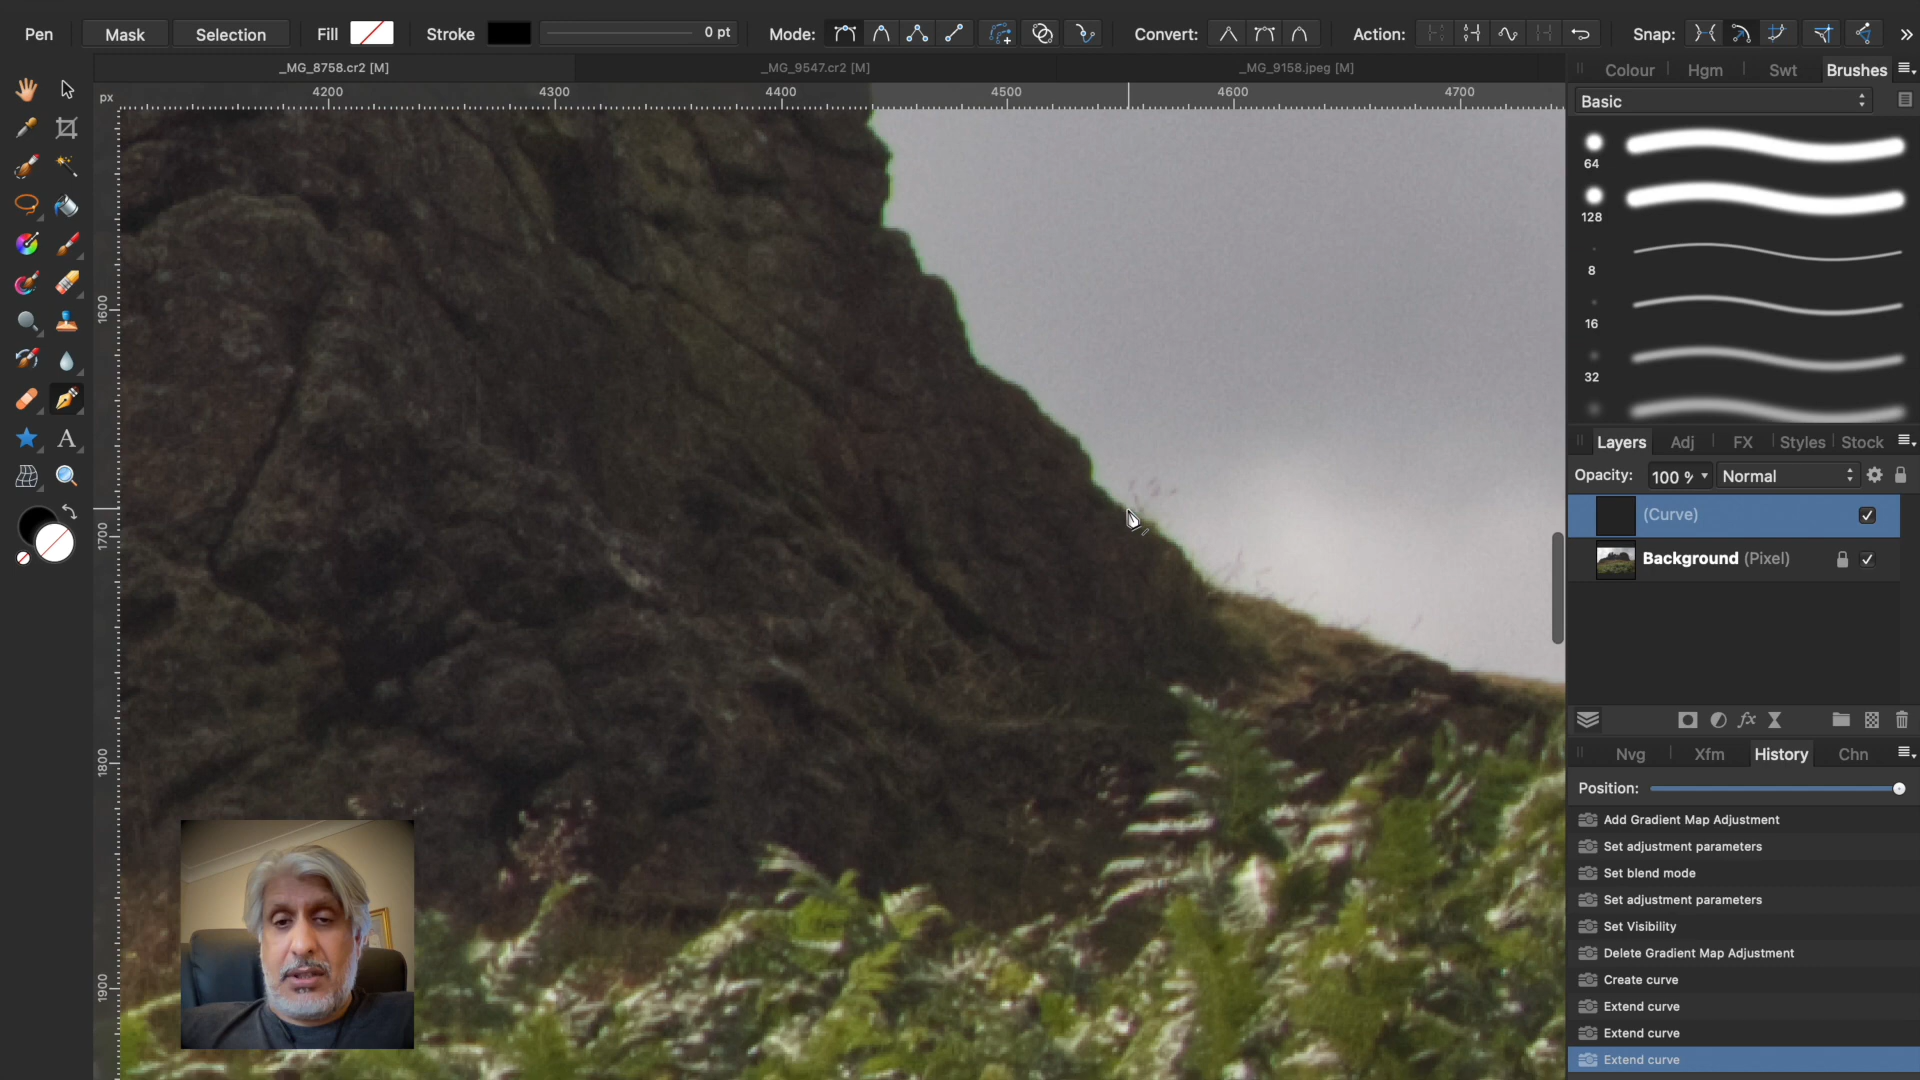 Pen Mask Selection Fill Stroke 0 pt Mode: Convert: Action: Snap: »
_MG_8758.cr2 [M] _MG_9547.cr2 [M] _MG_9158.jpeg [M]
px 4200 4300 4400 4500 4600 4700
1600
1700
1800
1900
Colour Hgm Swt Brushes
Basic
64
128
8
16
32
Layers Adj FX Styles Stock
Opacity: 100 % Normal
(Curve)
Background (Pixel)
fx
Nvg Xfm History Chn
Position:
Add Gradient Map Adjustment
Set adjustment parameters
Set blend mode
Set adjustment parameters
Set Visibility
Delete Gradient Map Adjustment
Create curve
Extend curve
Extend curve
Extend curve